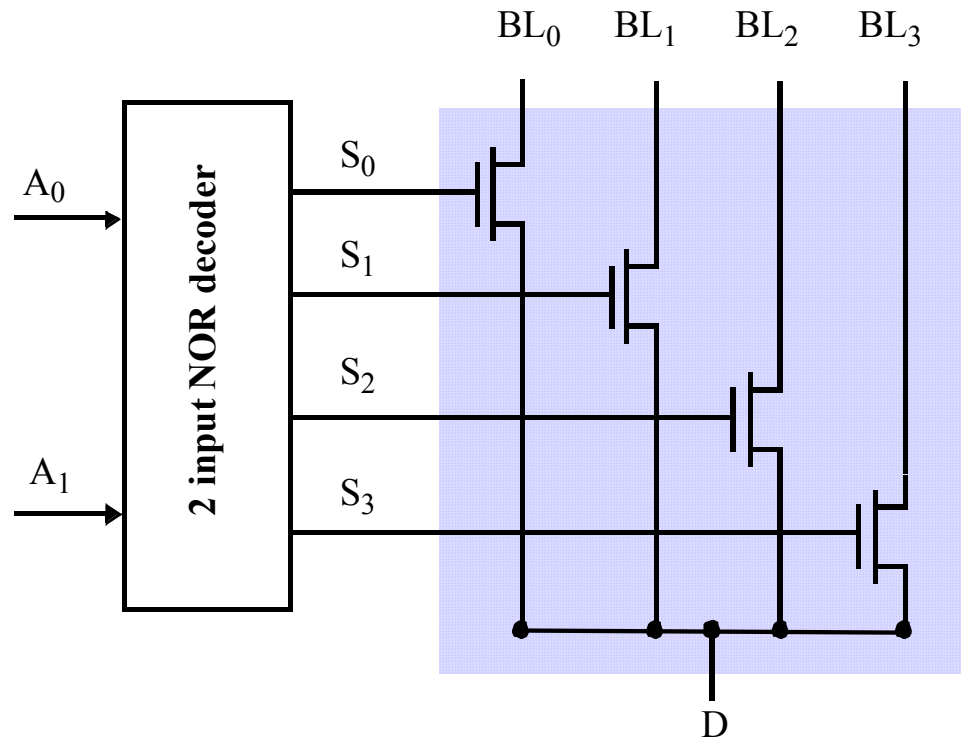 BL₀ BL₁ BL₂ BL₃
A₀
A₁
2 input NOR decoder
S₀
S₁
S₂
S₃
D